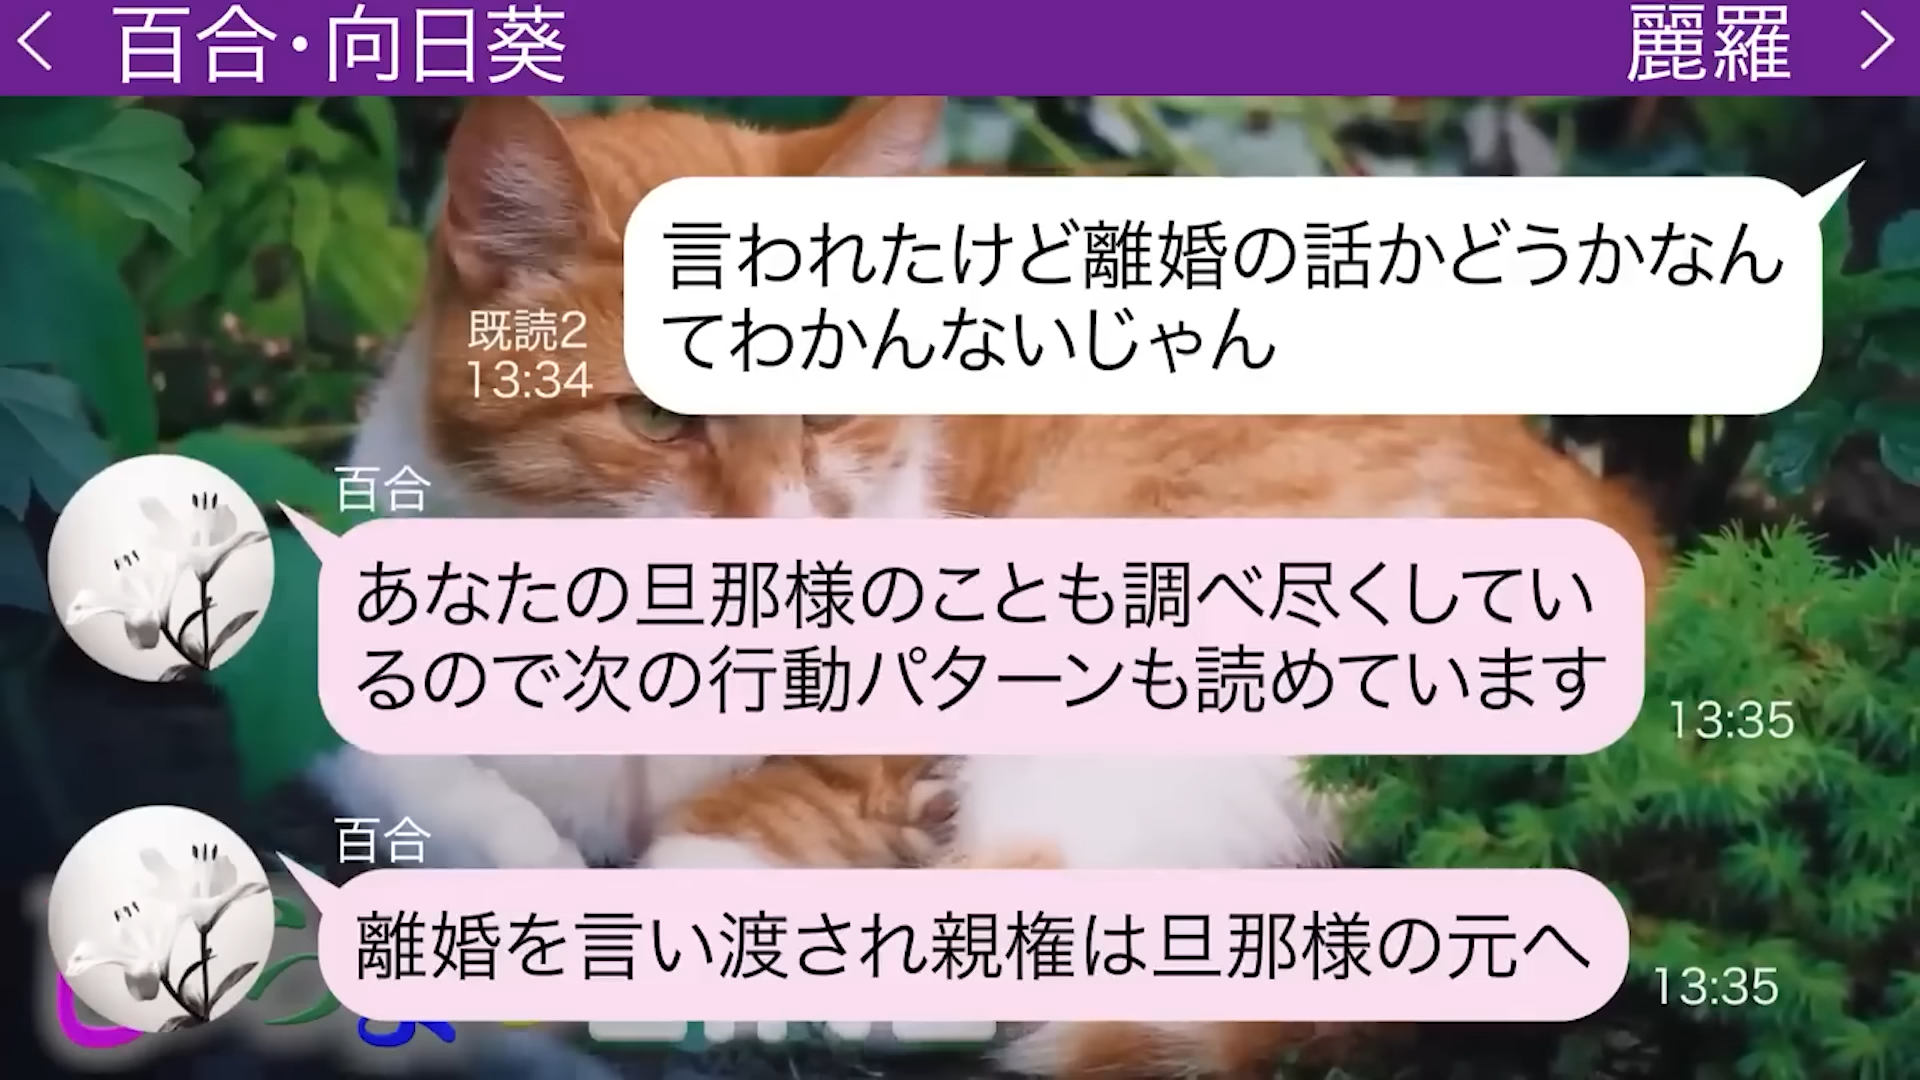 百合・向日葵
麗羅
言われたけど離婚の話かどうかなん
てわかんないじゃん
既読2
13:34
百合
あなたの旦那様のことも調べ尽くしてい
るので次の行動パターンも読めています
13:35
百合
離婚を言い渡され親権は旦那様の元へ
13:35